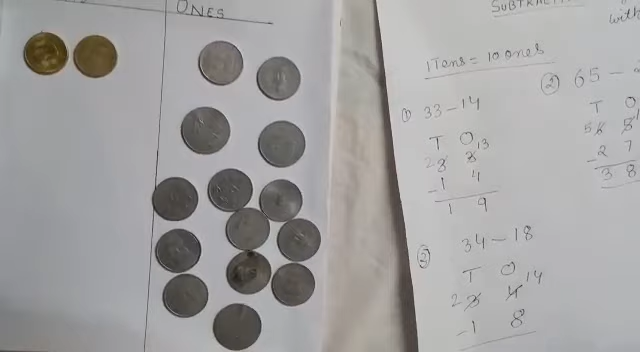 ONES
1 Tens = 10 ones
① 33-14
T O
2 3 3 13
- 1 4
1 9
② 65 -
T O
5 6 5
- 2 7
3 8
③ 34-18
T O
2 3 4 14
- 1 8